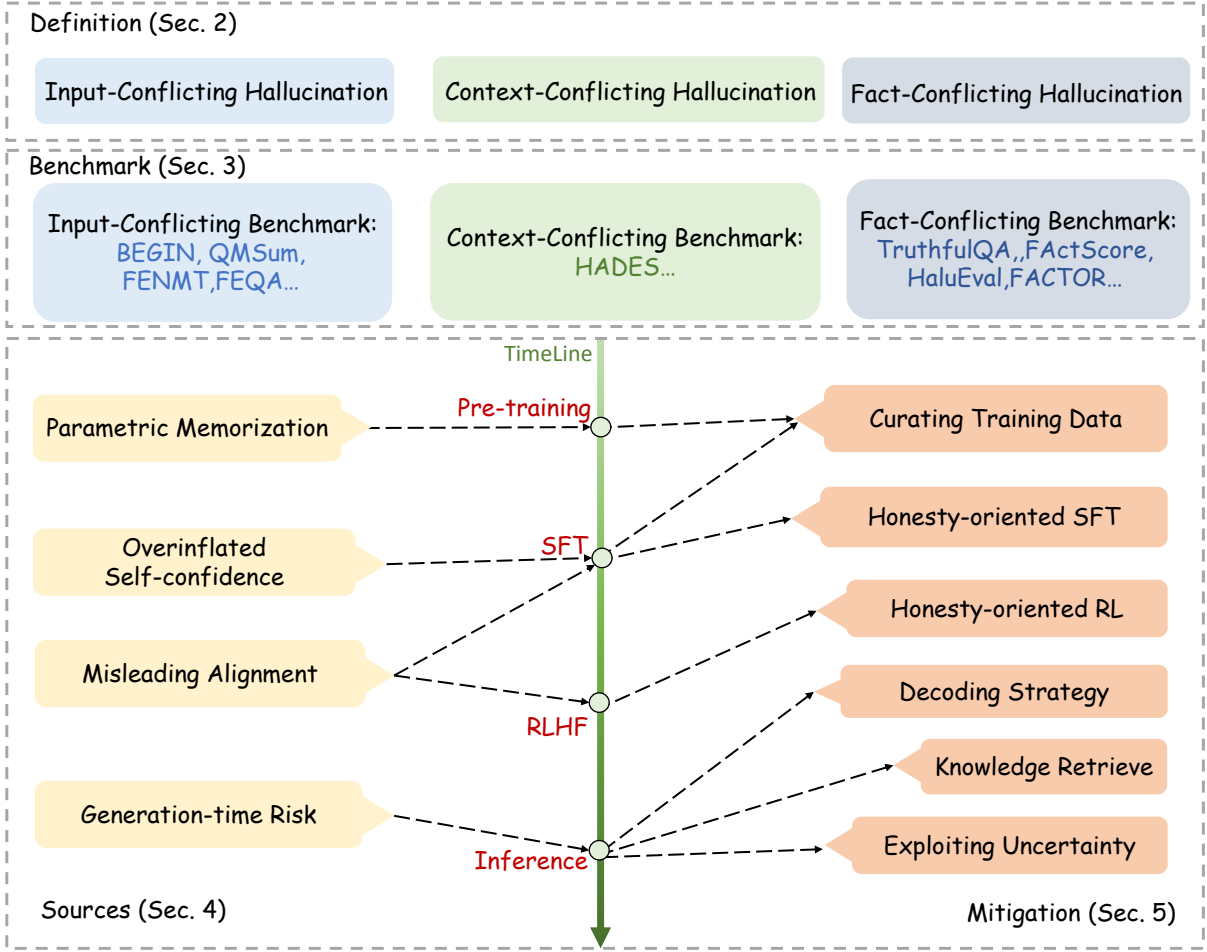 Definition (Sec. 2)
Input-Conflicting Hallucination
Context-Conflicting Hallucination
Fact-Conflicting Hallucination
Benchmark (Sec. 3)
Input-Conflicting Benchmark:
BEGIN, QMSum,
FENMT,FEQA...
Context-Conflicting Benchmark:
HADES...
Fact-Conflicting Benchmark:
TruthfulQA,,FActScore,
HaluEval,FACTOR...
TimeLine
Parametric Memorization
Pre-training
Curating Training Data
Overinflated
Self-confidence
SFT
Honesty-oriented SFT
Honesty-oriented RL
Misleading Alignment
RLHF
Decoding Strategy
Knowledge Retrieve
Generation-time Risk
Inference
Exploiting Uncertainty
Sources (Sec. 4)
Mitigation (Sec. 5)